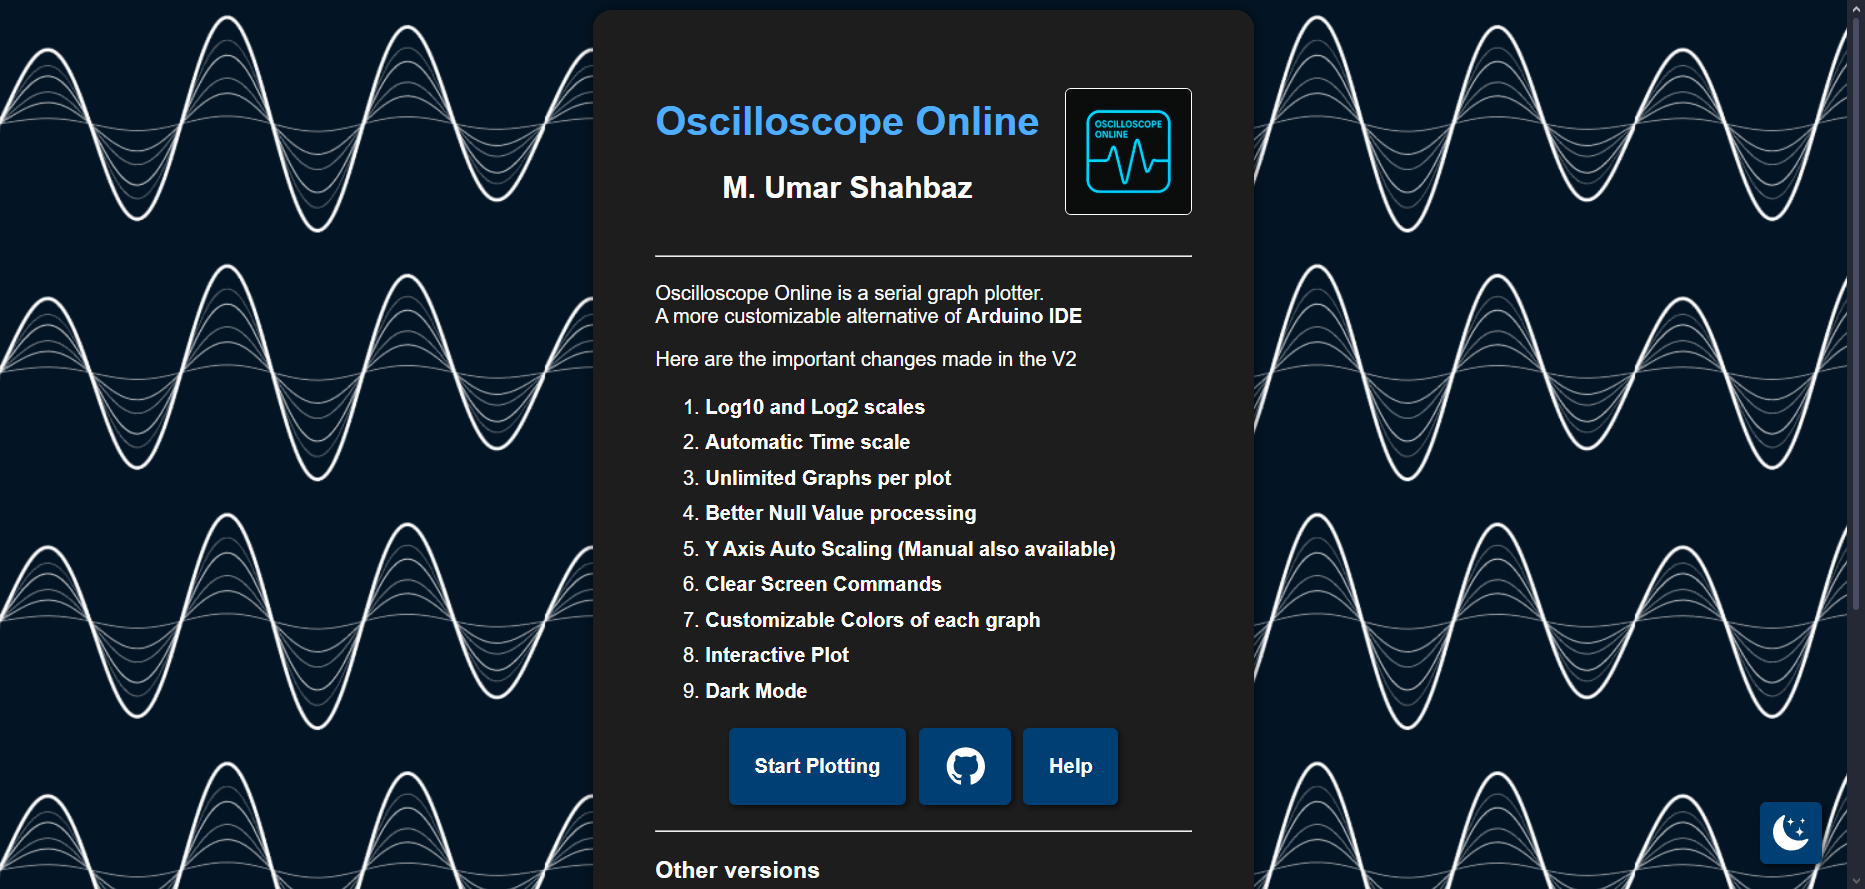 Oscilloscope Online
M. Umar Shahbaz
OSCILLOSCOPE
ONLINE
Oscilloscope Online is a serial graph plotter.
A more customizable alternative of Arduino IDE
Here are the important changes made in the V2
1. Log10 and Log2 scales
2. Automatic Time scale
3. Unlimited Graphs per plot
4. Better Null Value processing
5. Y Axis Auto Scaling (Manual also available)
6. Clear Screen Commands
7. Customizable Colors of each graph
8. Interactive Plot
9. Dark Mode
Start Plotting
Help
Other versions